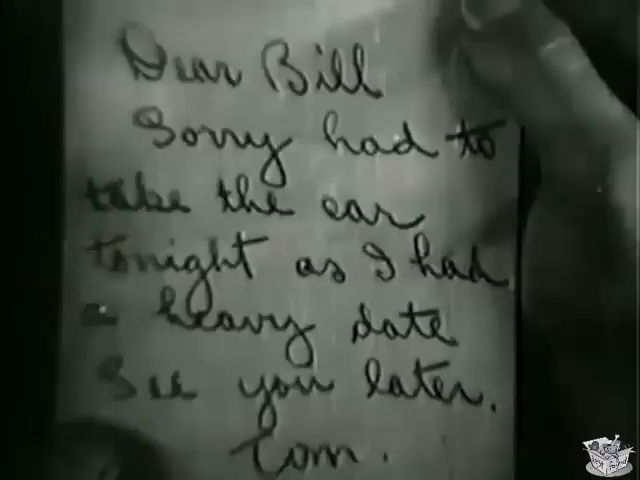 Dear Bill
Sorry had to
take the car
tonight as I had
a heavy date
See you later.
Tom.